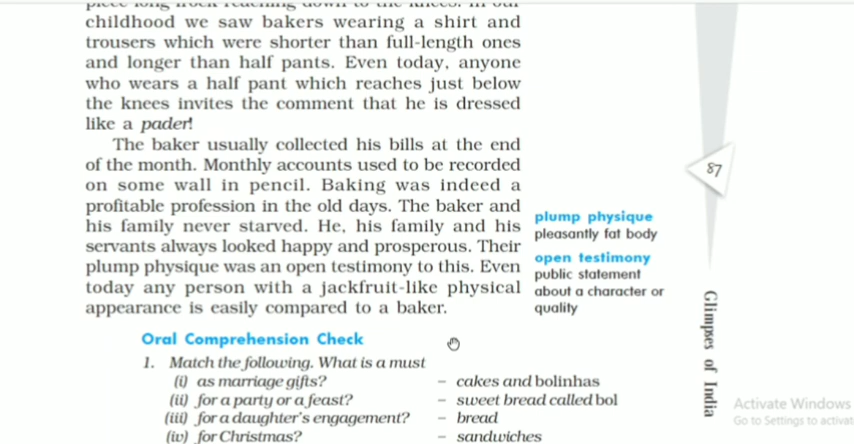 childhood we saw bakers wearing a shirt and
trousers which were shorter than full-length ones
and longer than half pants. Even today, anyone
who wears a half pant which reaches just below
the knees invites the comment that he is dressed
like a pader!
The baker usually collected his bills at the end
of the month. Monthly accounts used to be recorded
on some wall in pencil. Baking was indeed a
profitable profession in the old days. The baker and
his family never starved. He, his family and his
servants always looked happy and prosperous. Their
plump physique was an open testimony to this. Even
today any person with a jackfruit-like physical
appearance is easily compared to a baker.
plump physique
pleasantly fat body
open testimony
public statement
about a character or
quality
87
Glimpses of India
Oral Comprehension Check
1. Match the following. What is a must
(i) as marriage gifts? – cakes and bolinhas
(ii) for a party or a feast? – sweet bread called bol
(iii) for a daughter's engagement? – bread
(iv) for Christmas? – sandwiches
Activate Windows
Go to Settings to activat